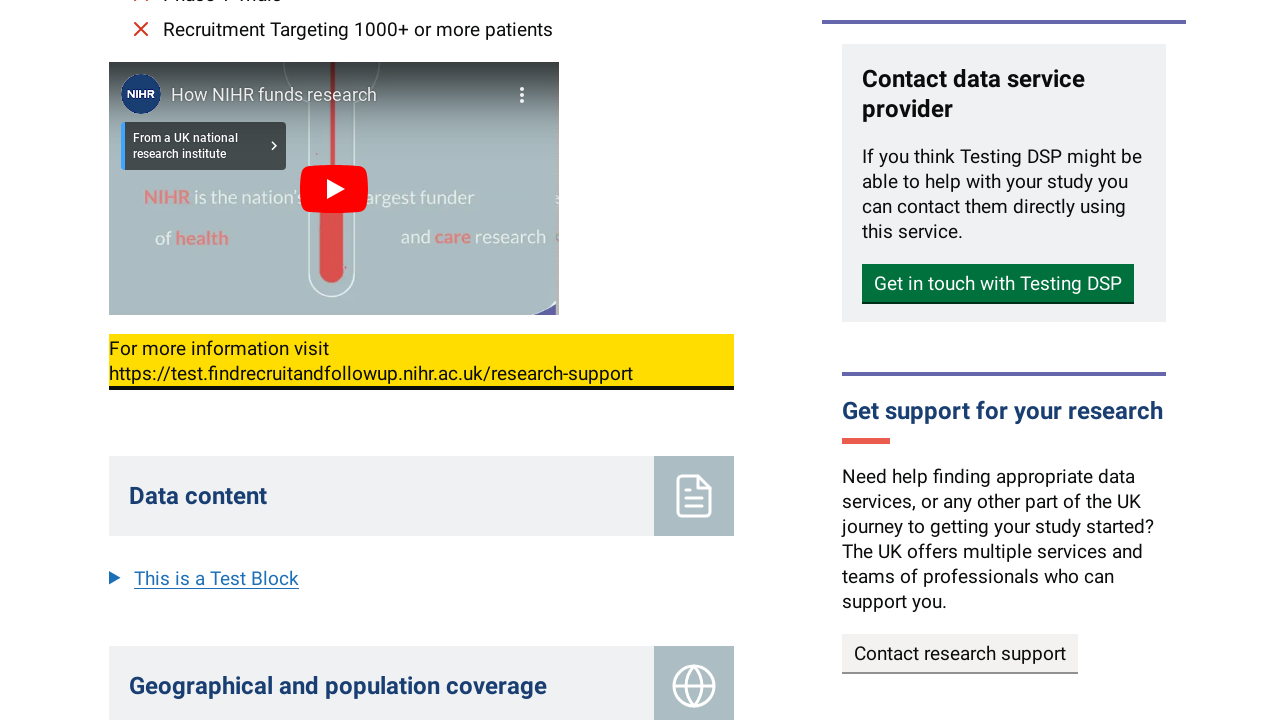 Recruitment Targeting 1000+ or more patients
NIHR
How NIHR funds research
From a UK national
research institute
NIHR is the nation's
argest funder
of health
and care research
For more information visit
https://test.findrecruitandfollowup.nihr.ac.uk/research-support
Data content
This is a Test Block
Geographical and population coverage
Contact data service
provider
If you think Testing DSP might be
able to help with your study you
can contact them directly using
this service.
Get in touch with Testing DSP
Get support for your research
Need help finding appropriate data
services, or any other part of the UK
journey to getting your study started?
The UK offers multiple services and
teams of professionals who can
support you.
Contact research support